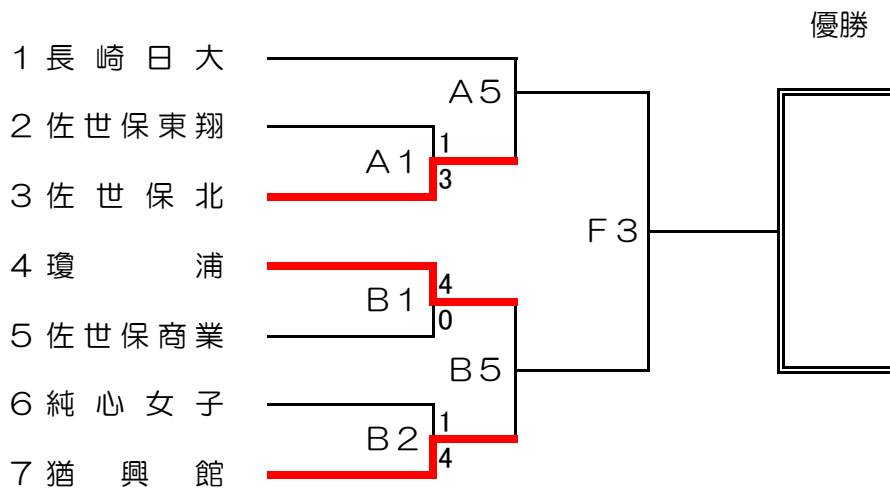 優勝
1 長崎日大
A5
2 佐世保東翔
1
A1
3
3 佐世保北
F3
4 瓊浦
4
B1
0
5 佐世保商業
B5
6 純心女子
1
B2
4
7 猶興館